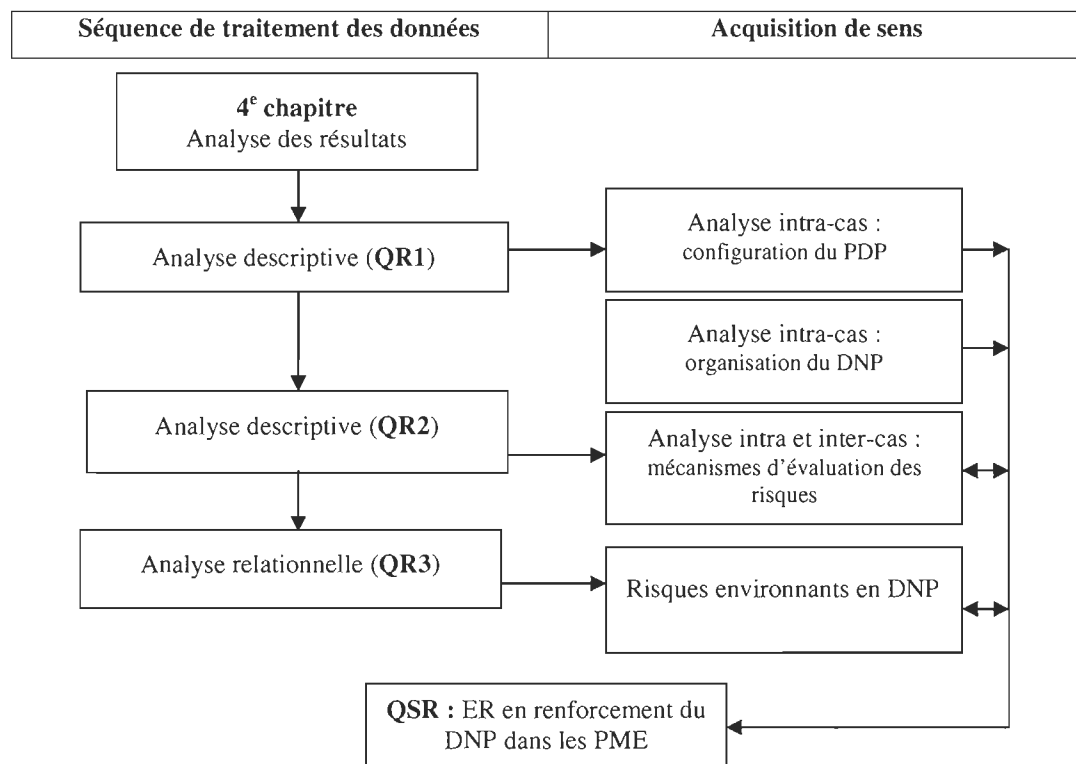 Séquence de traitement des données
Acquisition de sens
4e chapitre
Analyse des résultats
Analyse descriptive (QR1)
Analyse intra-cas :
configuration du PDP
Analyse intra-cas :
organisation du DNP
Analyse descriptive (QR2)
Analyse intra et inter-cas :
mécanismes d'évaluation des
risques
Analyse relationnelle (QR3)
Risques environnants en DNP
QSR : ER en renforcement du
DNP dans les PME